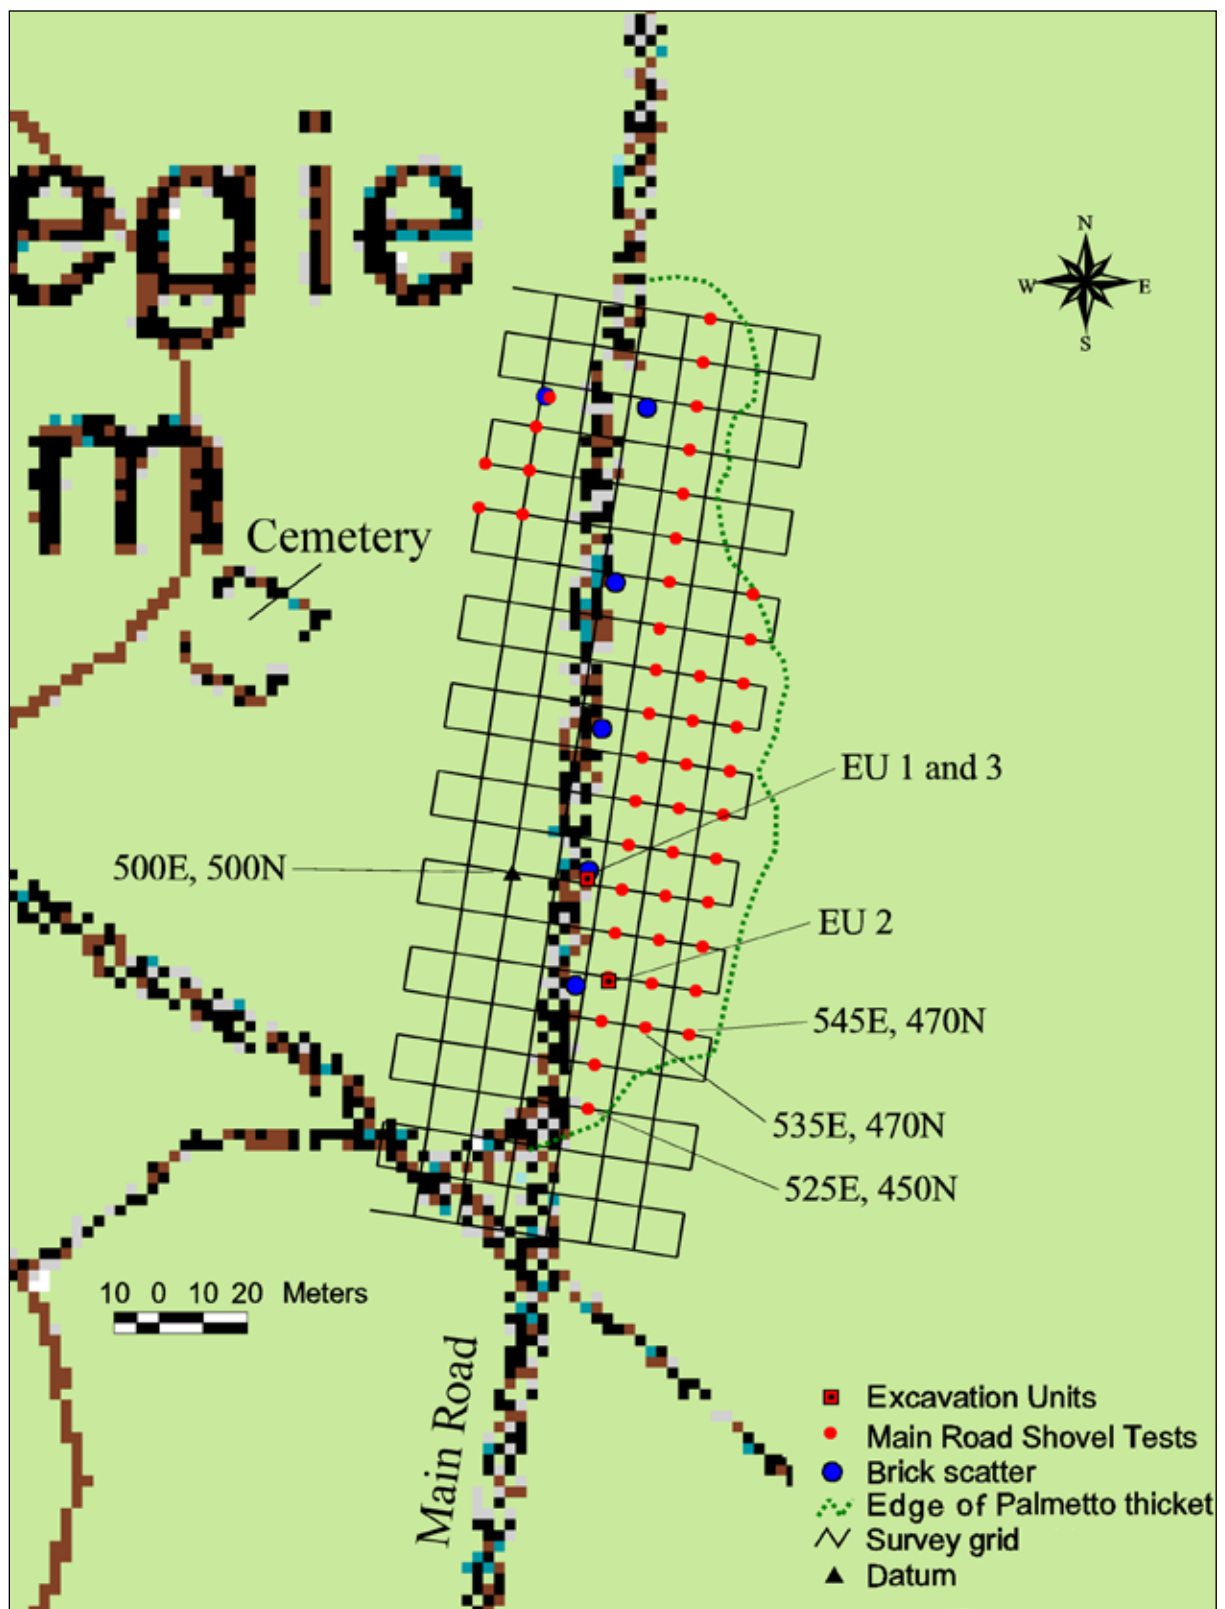 egie
N
W E
S
m
Cemetery
EU 1 and 3
500E, 500N
EU 2
545E, 470N
535E, 470N
525E, 450N
10 0 10 20 Meters
Main Road
Excavation Units
Main Road Shovel Tests
Brick scatter
Edge of Palmetto thicket
Survey grid
Datum